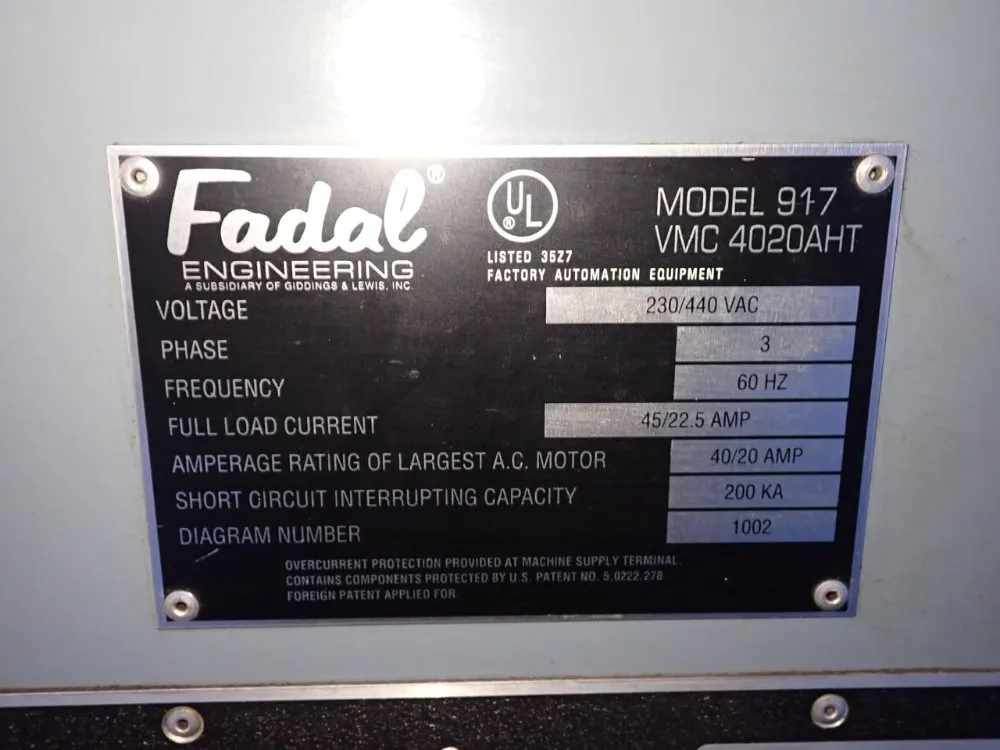 Fadal®
ENGINEERING
A SUBSIDIARY OF GIDDINGS & LEWIS, INC.
UL®
LISTED 35Z7
FACTORY AUTOMATION EQUIPMENT
MODEL 917
VMC 4020AHT
VOLTAGE 230/440 VAC
PHASE 3
FREQUENCY 60 HZ
FULL LOAD CURRENT 45/22.5 AMP
AMPERAGE RATING OF LARGEST A.C. MOTOR 40/20 AMP
SHORT CIRCUIT INTERRUPTING CAPACITY 200 KA
DIAGRAM NUMBER 1002
OVERCURRENT PROTECTION PROVIDED AT MACHINE SUPPLY TERMINAL.
CONTAINS COMPONENTS PROTECTED BY U.S. PATENT NO. 5,0222,278
FOREIGN PATENT APPLIED FOR.